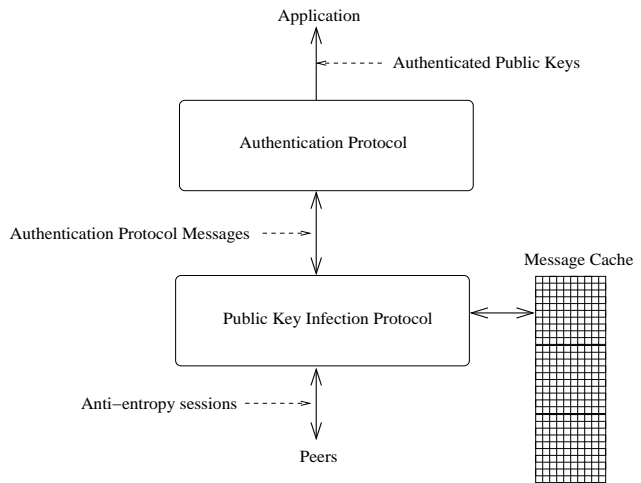 Application
Authenticated Public Keys
Authentication Protocol
Authentication Protocol Messages
Message Cache
Public Key Infection Protocol
Anti−entropy sessions
Peers